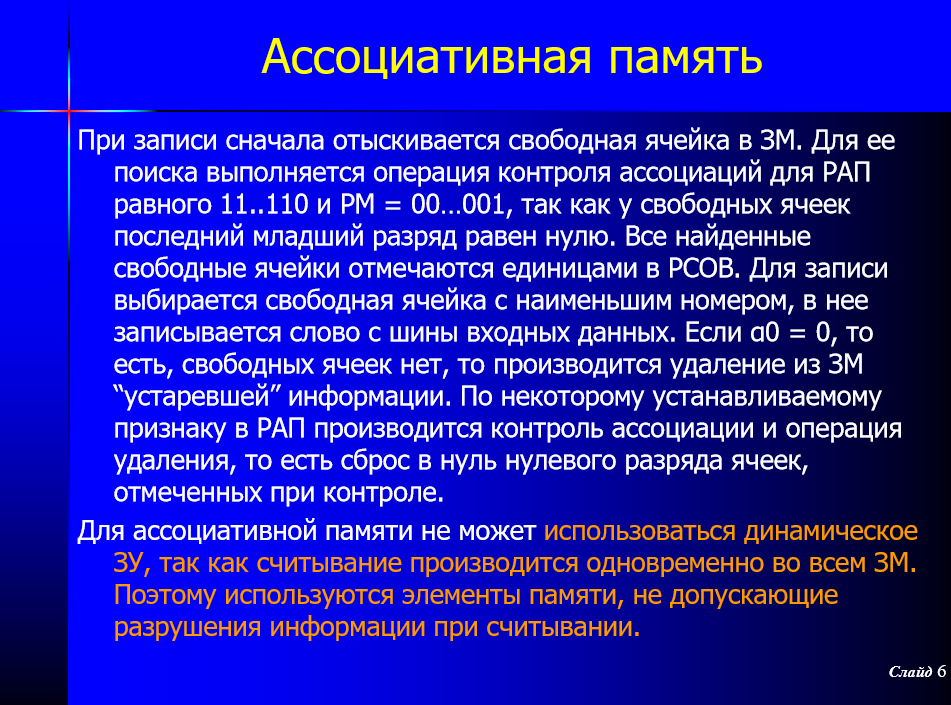 Ассоциативная память
При записи сначала отыскивается свободная ячейка в ЗМ. Для ее
поиска выполняется операция контроля ассоциаций для РАП
равного 11..110 и РМ = 00…001, так как у свободных ячеек
последний младший разряд равен нулю. Все найденные
свободные ячейки отмечаются единицами в РСОВ. Для записи
выбирается свободная ячейка с наименьшим номером, в нее
записывается слово с шины входных данных. Если α0 = 0, то
есть, свободных ячеек нет, то производится удаление из ЗМ
“устаревшей” информации. По некоторому устанавливаемому
признаку в РАП производится контроль ассоциации и операция
удаления, то есть сброс в нуль нулевого разряда ячеек,
отмеченных при контроле.
Для ассоциативной памяти не может использоваться динамическое
ЗУ, так как считывание производится одновременно во всем ЗМ.
Поэтому используются элементы памяти, не допускающие
разрушения информации при считывании.
Слайд 6